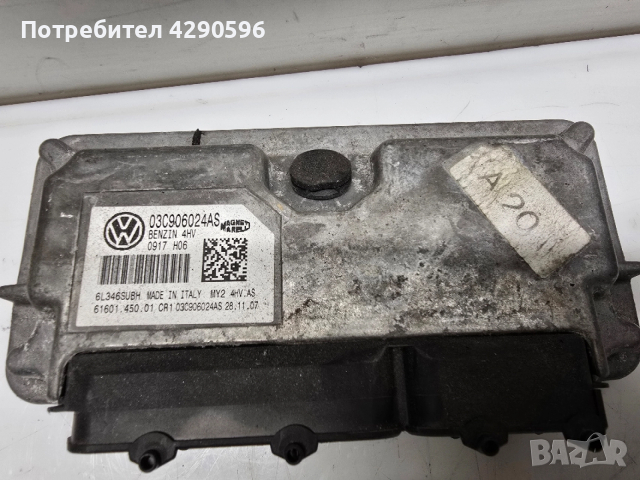 Потребител 4290596
03C906024AS
MAGNETI MARELLI
BENZIN 4HV
0917 H06
6L346SUBH MADE IN ITALY MY2 4HV.AS
61601.450.01 CR1 03C906024AS 28.11.07
A20
BAZAR